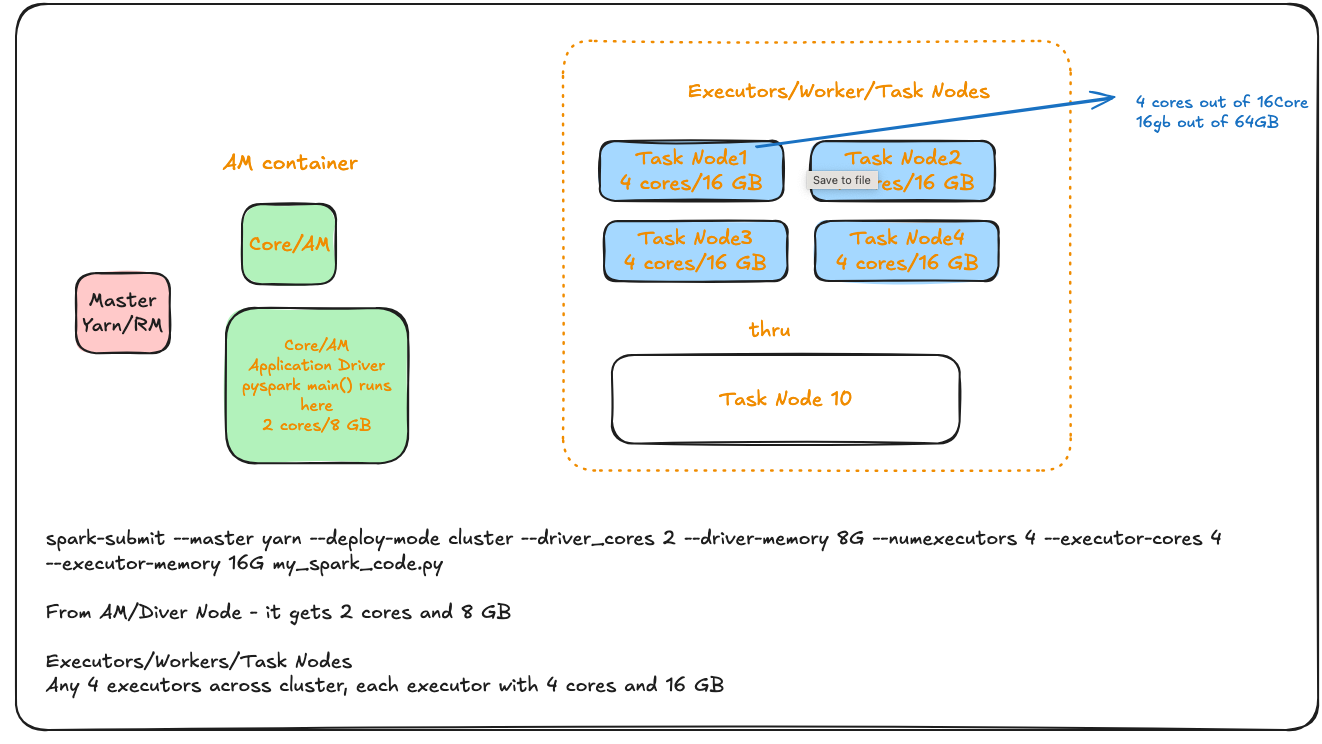 Executors/Worker/Task Nodes
4 cores out of 16Core
16gb out of 64GB
AM container
Task Node1
4 cores/16 GB
Task Node2
Save to file
res/16 GB
Core/AM
Task Node3
4 cores/16 GB
Task Node4
4 cores/16 GB
Master
Yarn/RM
thru
Core/AM
Application Driver
pyspark main() runs
here
2 cores/8 GB
Task Node 10
spark-submit --master yarn --deploy-mode cluster --driver_cores 2 --driver-memory 8G --numexecutors 4 --executor-cores 4
--executor-memory 16G my_spark_code.py
From AM/Diver Node - it gets 2 cores and 8 GB
Executors/Workers/Task Nodes
Any 4 executors across cluster, each executor with 4 cores and 16 GB